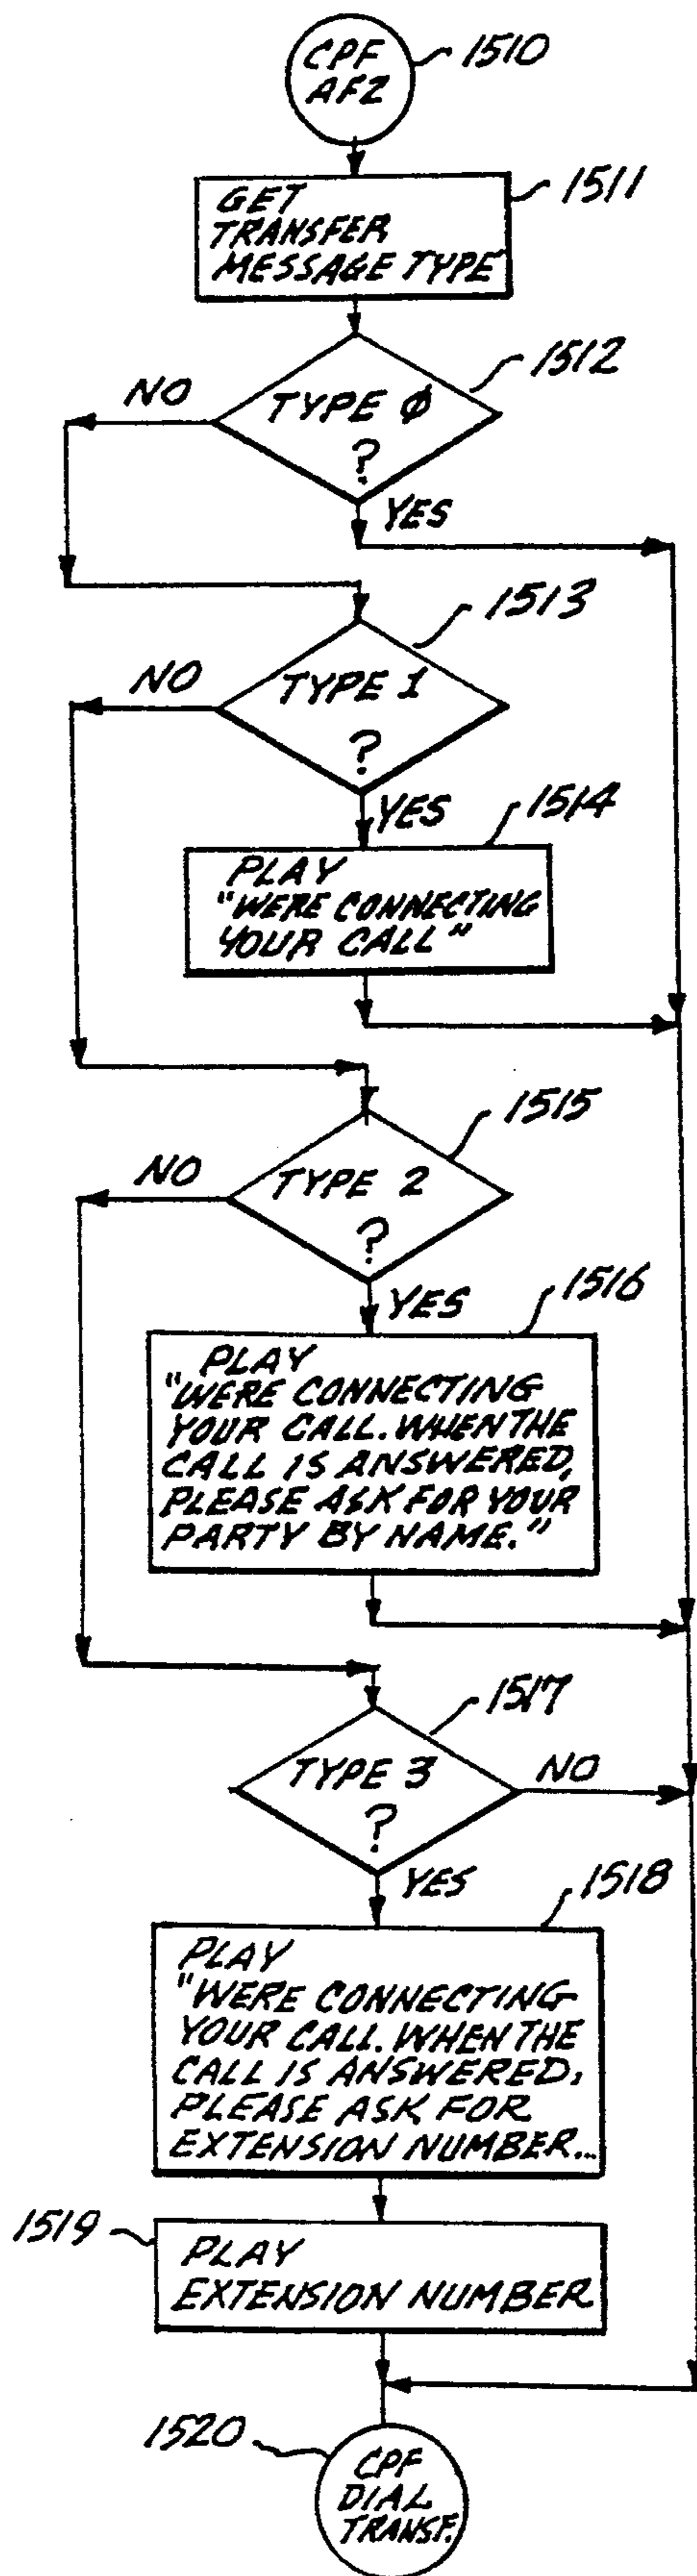 CPF
AF2
1510
GET
TRANSFER
MESSAGE TYPE
1511
TYPE φ
?
1512
NO
YES
TYPE 1
?
1513
NO
YES
1514
PLAY
"WERE CONNECTING
YOUR CALL"
TYPE 2
?
1515
NO
YES
1516
PLAY
"WERE CONNECTING
YOUR CALL. WHEN THE
CALL IS ANSWERED,
PLEASE ASK FOR YOUR
PARTY BY NAME."
TYPE 3
?
1517
NO
YES
1518
PLAY
"WERE CONNECTING
YOUR CALL. WHEN THE
CALL IS ANSWERED,
PLEASE ASK FOR
EXTENSION NUMBER...
1519
PLAY
EXTENSION NUMBER
1520
CPF
DIAL
TRANSF.